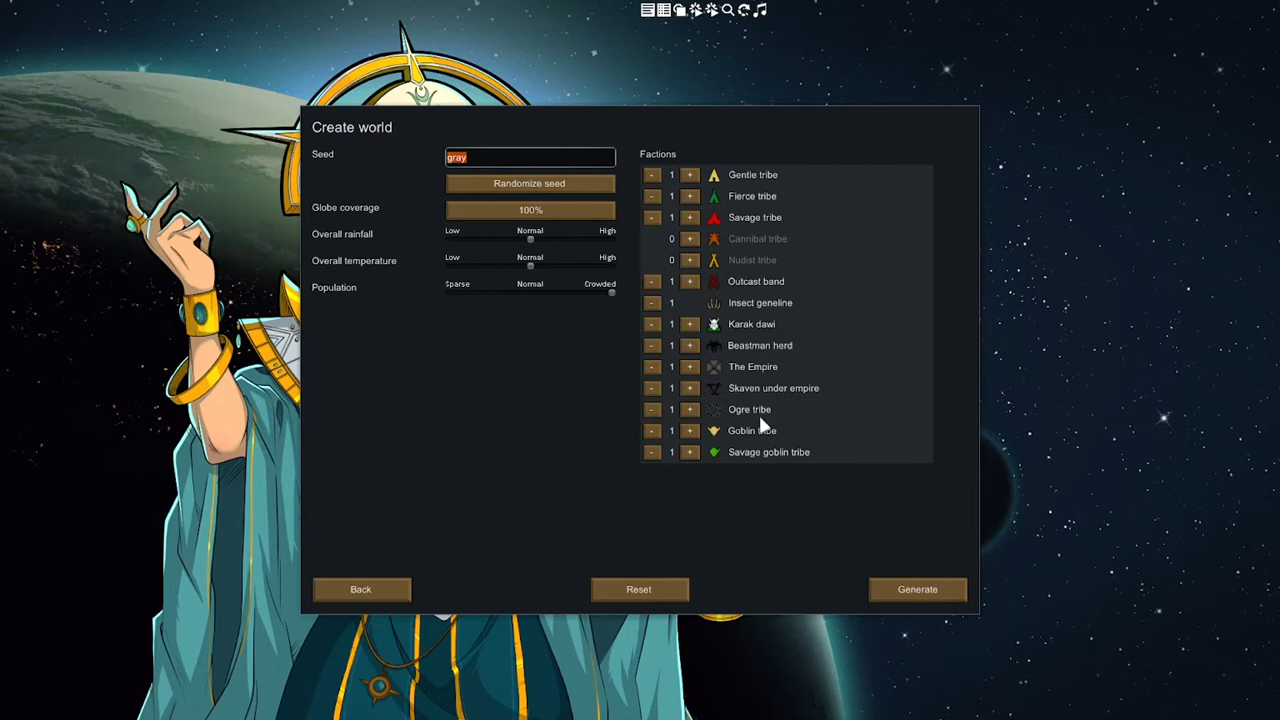 Create world
Seed
gray
Randomize seed
Globe coverage
100%
Overall rainfall
Low Normal High
Overall temperature
Low Normal High
Population
Sparse Normal Crowded
Factions
- 1 + Gentle tribe
- 1 + Fierce tribe
- 1 + Savage tribe
0 + Cannibal tribe
0 + Nudist tribe
- 1 + Outcast band
- 1 Insect geneline
- 1 + Karak dawi
- 1 + Beastman herd
- 1 + The Empire
- 1 + Skaven under empire
- 1 + Ogre tribe
- 1 + Goblin tribe
- 1 + Savage goblin tribe
Back
Reset
Generate